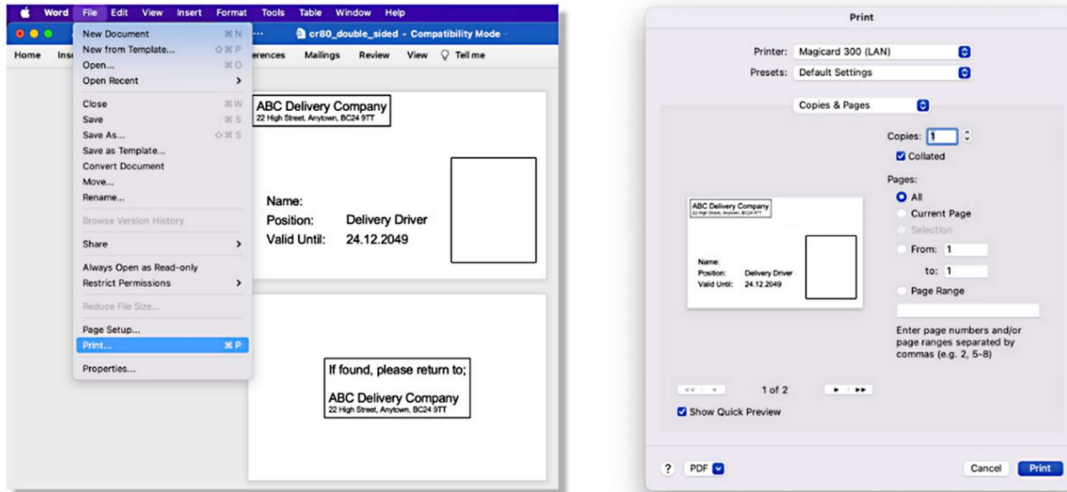 Word File Edit View Insert Format Tools Table Window Help
cr80_double_sided - Compatibility Mode
Home Inse erences Mailings Review View Tell me
New Document ⌘ N
New from Template... ⇧ ⌘ P
Open... ⌘ O
Open Recent >
Close ⌘ W
Save ⌘ S
Save As... ⇧ ⌘ S
Save as Template...
Convert Document
Move...
Rename...
Browse Version History
Share >
Always Open as Read-only
Restrict Permissions >
Reduce File Size...
Page Setup...
Print... ⌘ P
Properties...
ABC Delivery Company
22 High Street, Anytown, BC24 9TT
Name:
Position: Delivery Driver
Valid Until: 24.12.2049
If found, please return to;
ABC Delivery Company
22 High Street, Anytown, BC24 9TT
Print
Printer: Magicard 300 (LAN)
Presets: Default Settings
Copies & Pages
Copies: 1
Collated
Pages:
All
Current Page
Selection
From: 1
to: 1
Page Range
Enter page numbers and/or
page ranges separated by
commas (e.g. 2, 5-8)
ABC Delivery Company
22 High Street, Anytown, BC24 9TT
Name:
Position: Delivery Driver
Valid Until: 24.12.2049
1 of 2
Show Quick Preview
? PDF Cancel Print